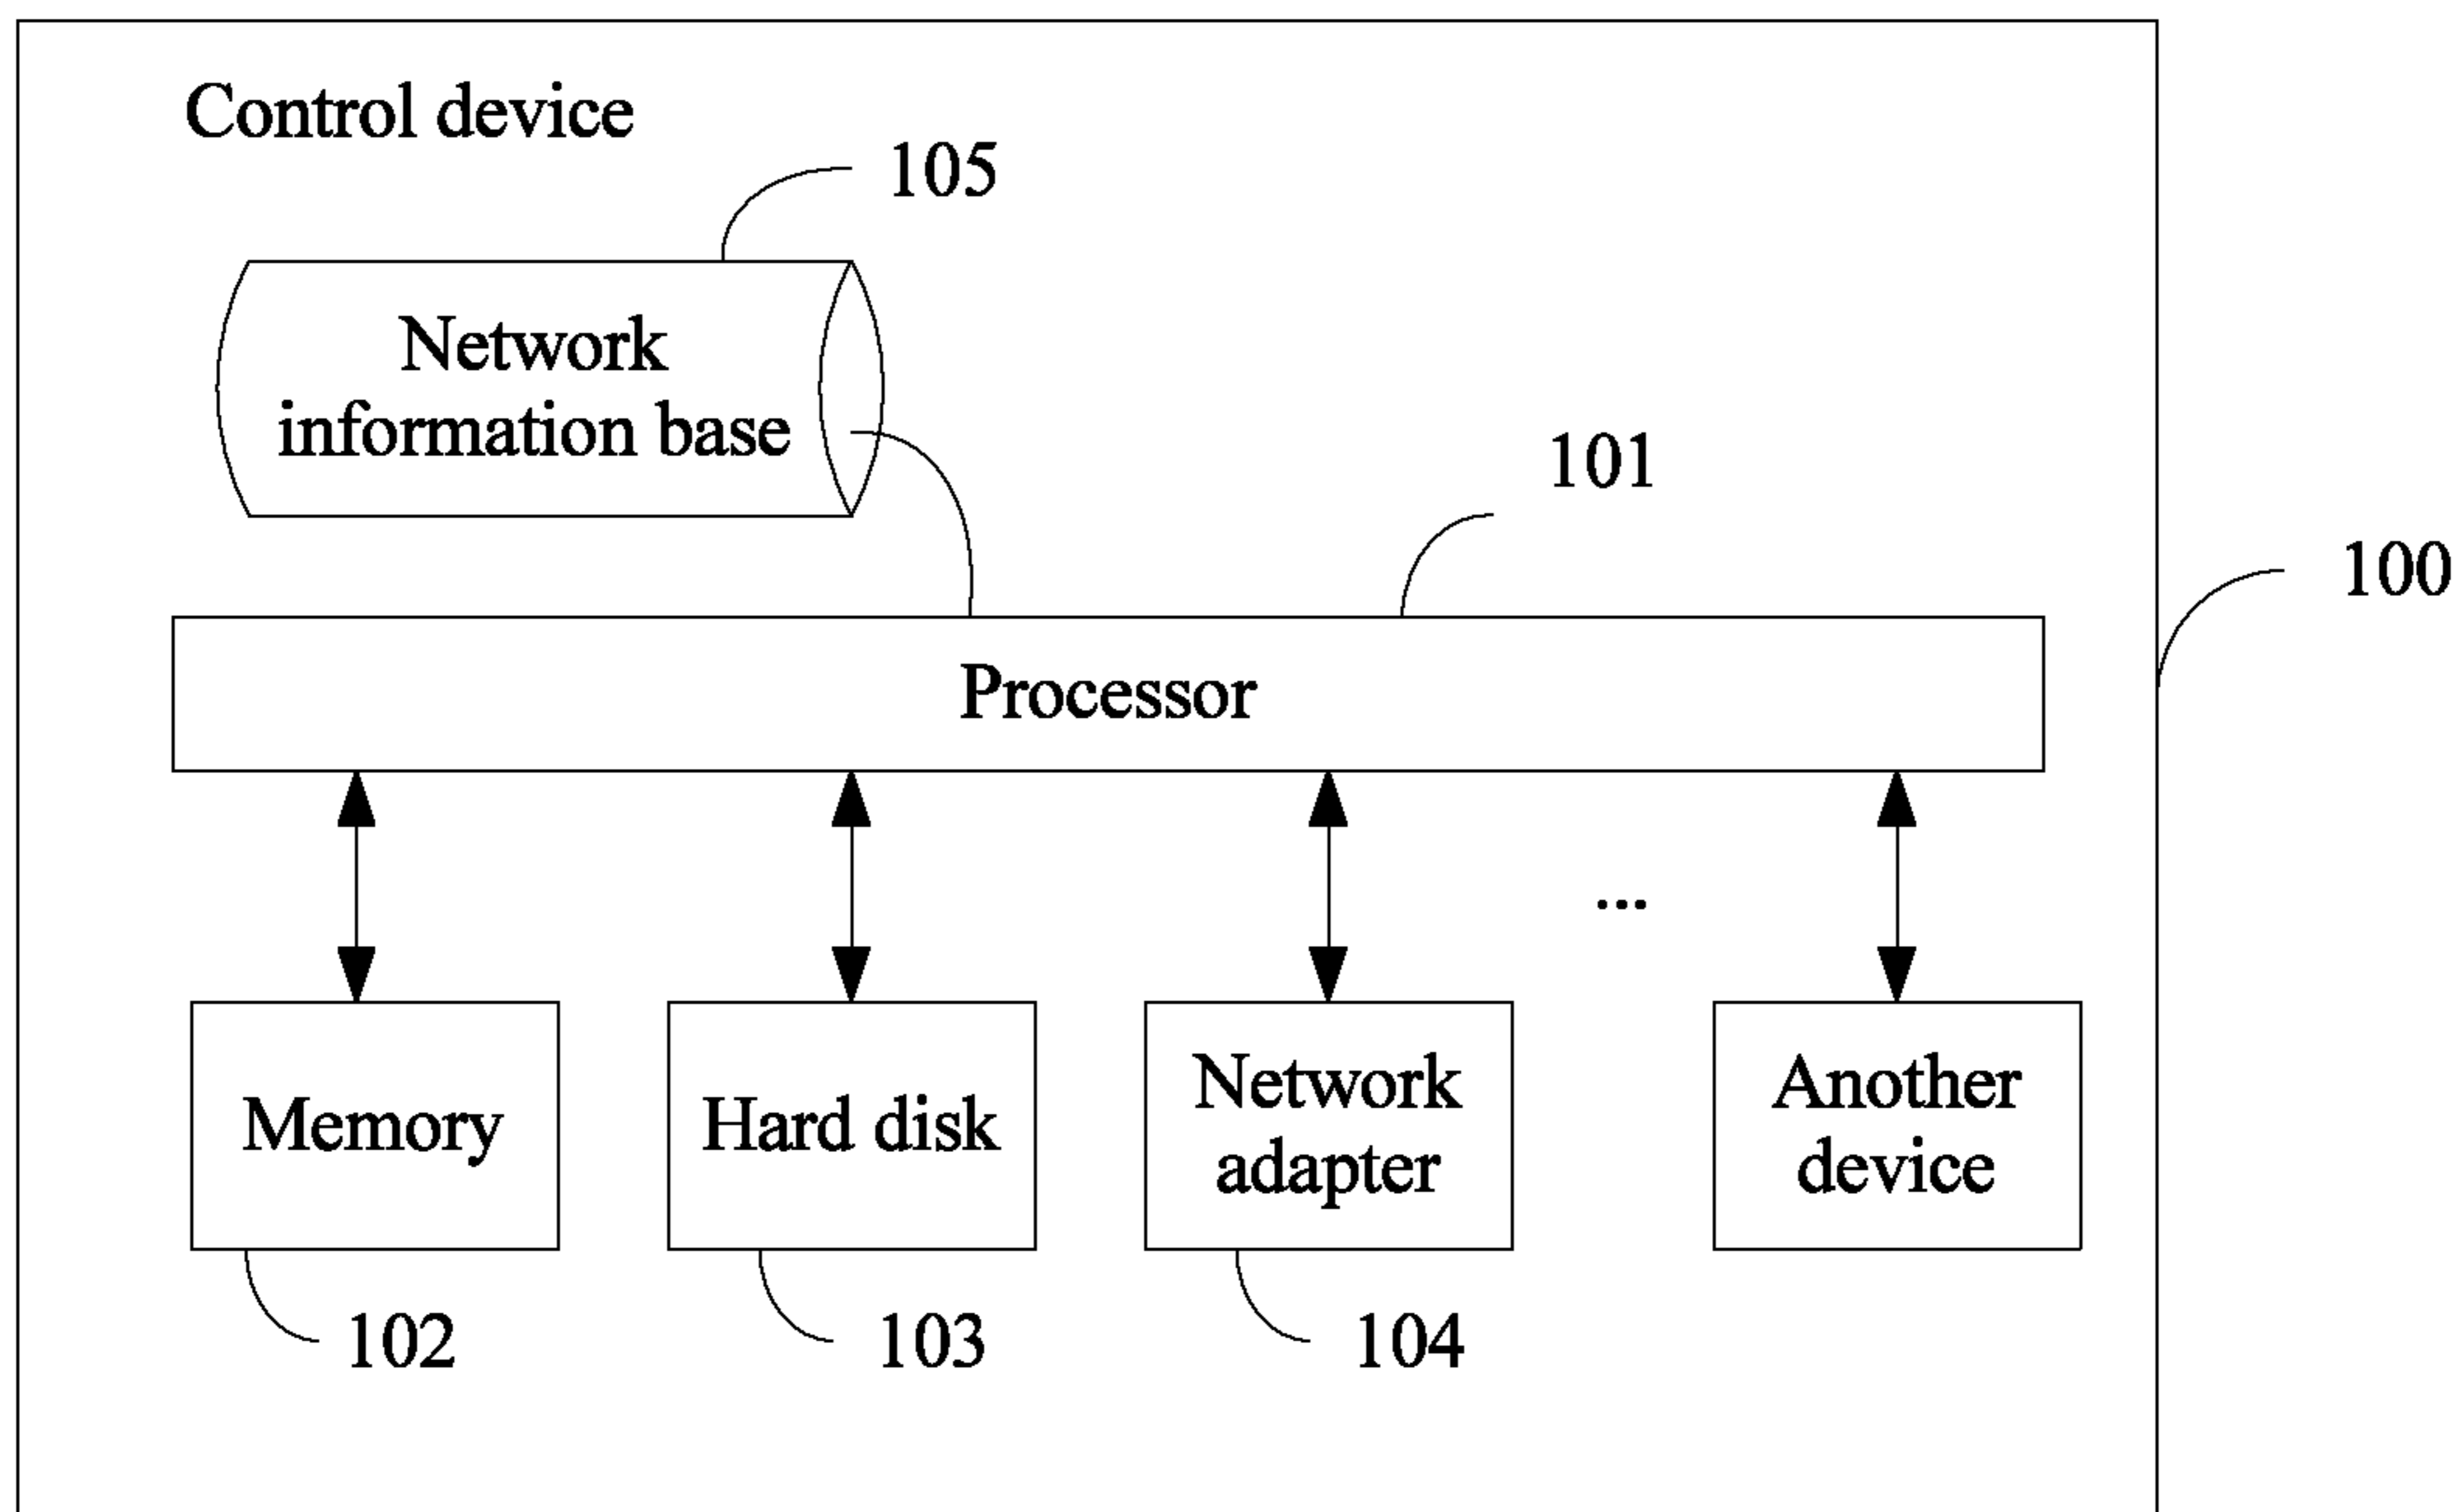 Control device
105
Network
information base
101
100
Processor
...
Memory
Hard disk
Network
adapter
Another
device
102
103
104